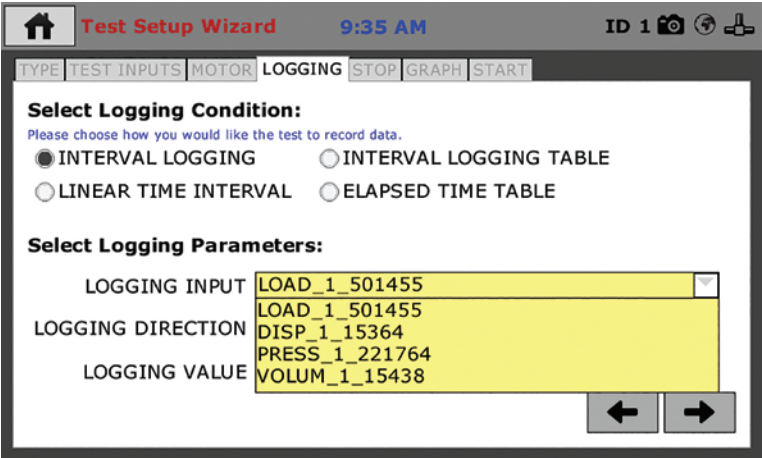 Test Setup Wizard 9:35 AM ID 1
TYPE TEST INPUTS MOTOR LOGGING STOP GRAPH START
Select Logging Condition:
Please choose how you would like the test to record data.
INTERVAL LOGGING INTERVAL LOGGING TABLE
LINEAR TIME INTERVAL ELAPSED TIME TABLE
Select Logging Parameters:
LOGGING INPUT LOAD_1_501455
LOAD_1_501455
LOGGING DIRECTION DISP_1_15364
PRESS_1_221764
LOGGING VALUE VOLUM_1_15438